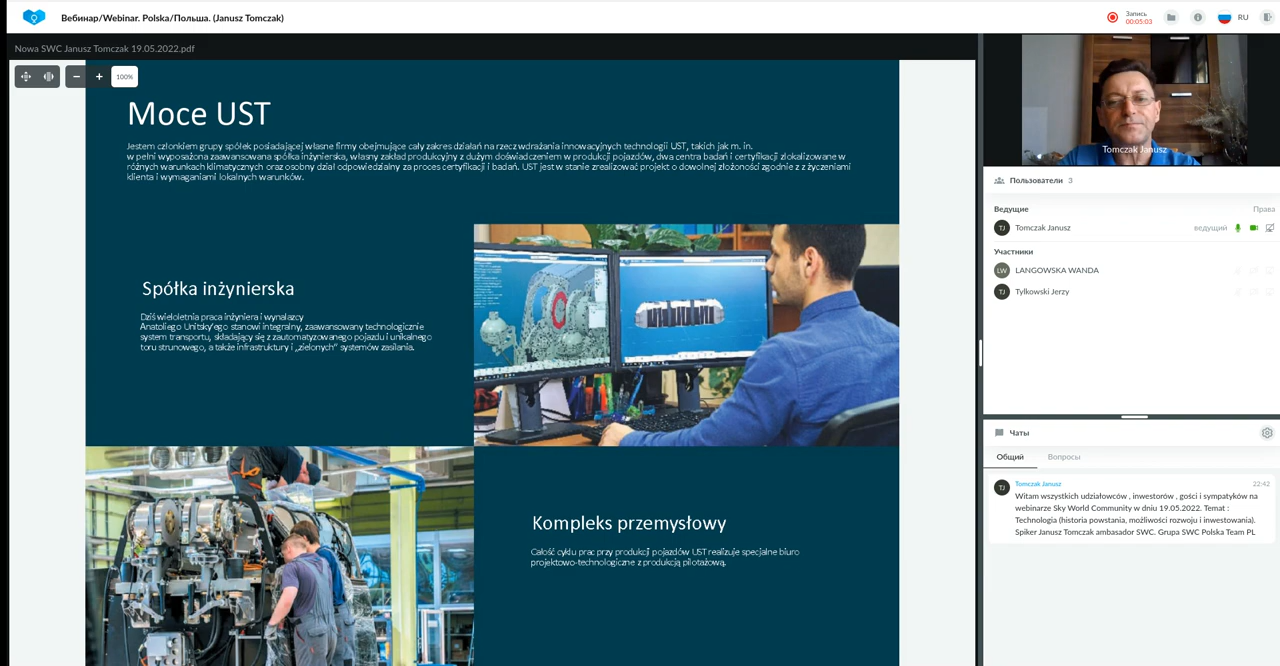 Вебинар/Webinar. Polska/Польша. (Janusz Tomczak)
Запись
00:05:03
RU
Nowa SWC Janusz Tomczak 19.05.2022.pdf
100%
Moce UST
Jestem członkiem grupy spółek posiadającej własne firmy obejmujące cały zakres działań na rzecz wdrażania innowacyjnych technologii UST, takich jak m. in.
w pełni wyposażona zaawansowana spółka inżynierska, własny zakład produkcyjny z dużym doświadczeniem w produkcji pojazdów, dwa centra badań i certyfikacji zlokalizowane w
różnych warunkach klimatycznych oraz osobny dział odpowiedzialny za proces certyfikacji i badań. UST jest w stanie zrealizować projekt o dowolnej złożoności zgodnie z z życzeniami
klienta i wymaganiami lokalnych warunków.
Spółka inżynierska
Dziś wieloletnia praca inżyniera i wynalazcy
Anatoliego Unitsky'ego stanowi integralny, zaawansowany technologicznie
system transportu, składający się z zautomatyzowanego pojazdu i unikalnego
toru strunowego, a także infrastruktury i „zielonych” systemów zasilania.
Kompleks przemysłowy
Całość cyklu prac przy produkcji pojazdów UST realizuje specjalne biuro
projektowo-technologiczne z produkcją pilotażową.
Tomczak Janusz
Пользователи 3
Ведущие Права
TJ Tomczak Janusz ведущий
Участники
LW LANGOWSKA WANDA
TJ Tylkowski Jerzy
Чаты
Общий Вопросы
TJ Tomczak Janusz 22:42
Witam wszystkich udziałowców , inwestorów , gości i sympatyków na
webinarze Sky World Community w dniu 19.05.2022. Temat :
Technologia (historia powstania, możliwości rozwoju i inwestowania).
Spiker Janusz Tomczak ambasador SWC. Grupa SWC Polska Team PL